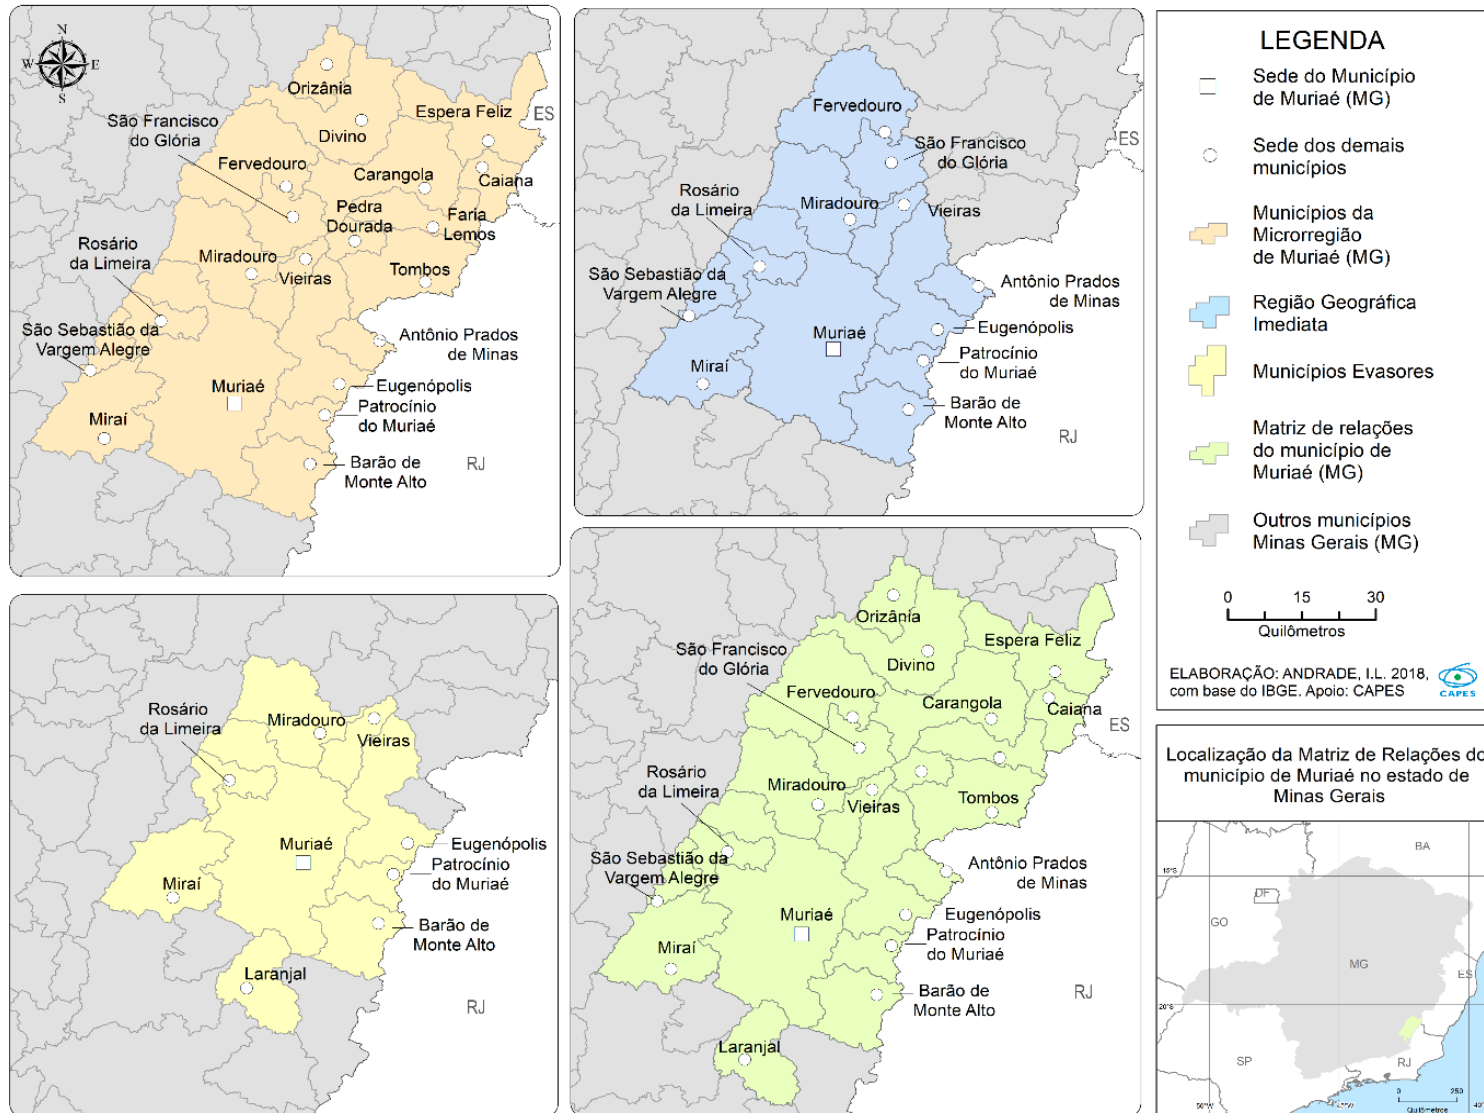 N
W
E
S
Orizânia
Espera Feliz
ES
São Francisco
do Glória
Divino
Fervedouro
Carangola
Caiana
Pedra
Dourada
Faria
Lemos
Rosário
da Limeira
Miradouro
Vieiras
Tombos
São Sebastião da
Vargem Alegre
Antônio Prados
de Minas
Muriaé
Eugenópolis
Patrocínio
do Muriaé
Miraí
Barão de
Monte Alto
RJ
Fervedouro
ES
São Francisco
do Glória
Rosário
da Limeira
Miradouro
Vieiras
São Sebastião da
Vargem Alegre
Antônio Prados
de Minas
Muriaé
Eugenópolis
Patrocínio
do Muriaé
Miraí
Barão de
Monte Alto
RJ
Rosário
da Limeira
Miradouro
Vieiras
Muriaé
Eugenópolis
Patrocínio
do Muriaé
Miraí
Barão de
Monte Alto
Laranjal
RJ
Orizânia
Espera Feliz
São Francisco
do Glória
Divino
Fervedouro
Carangola
Caiana
ES
Rosário
da Limeira
Miradouro
Vieiras
Tombos
São Sebastião da
Vargem Alegre
Antônio Prados
de Minas
Muriaé
Eugenópolis
Patrocínio
do Muriaé
Miraí
Barão de
Monte Alto
RJ
Laranjal
LEGENDA
Sede do Município
de Muriaé (MG)
Sede dos demais
municípios
Municípios da
Microrregião
de Muriaé (MG)
Região Geográfica
Imediata
Municípios Evasores
Matriz de relações
do município de
Muriaé (MG)
Outros municípios
Minas Gerais (MG)
0 15 30
Quilômetros
ELABORAÇÃO: ANDRADE, I.L. 2018,
com base do IBGE. Apoio: CAPES
CAPES
Localização da Matriz de Relações do
município de Muriaé no estado de
Minas Gerais
BA
15°S
DF
GO
MG
ES
20°S
SP
RJ
0 250
Quilômetros
50°W